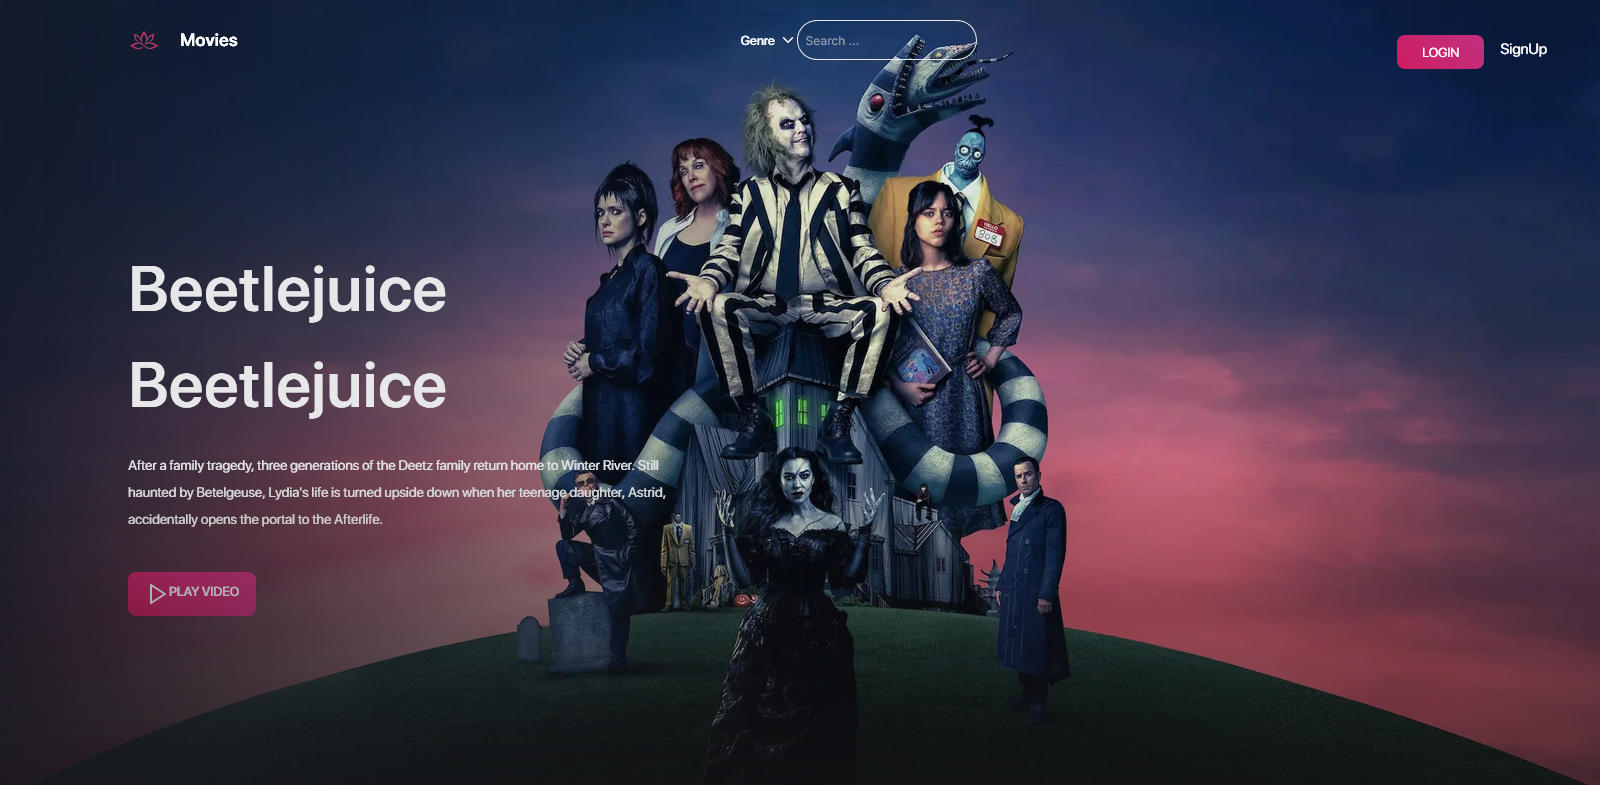 Movies
Genre
Search ...
LOGIN
SignUp
Beetlejuice
Beetlejuice
After a family tragedy, three generations of the Deetz family return home to Winter River. Still
haunted by Betelgeuse, Lydia's life is turned upside down when her teenage daughter, Astrid,
accidentally opens the portal to the Afterlife.
PLAY VIDEO
HELLO
BOB